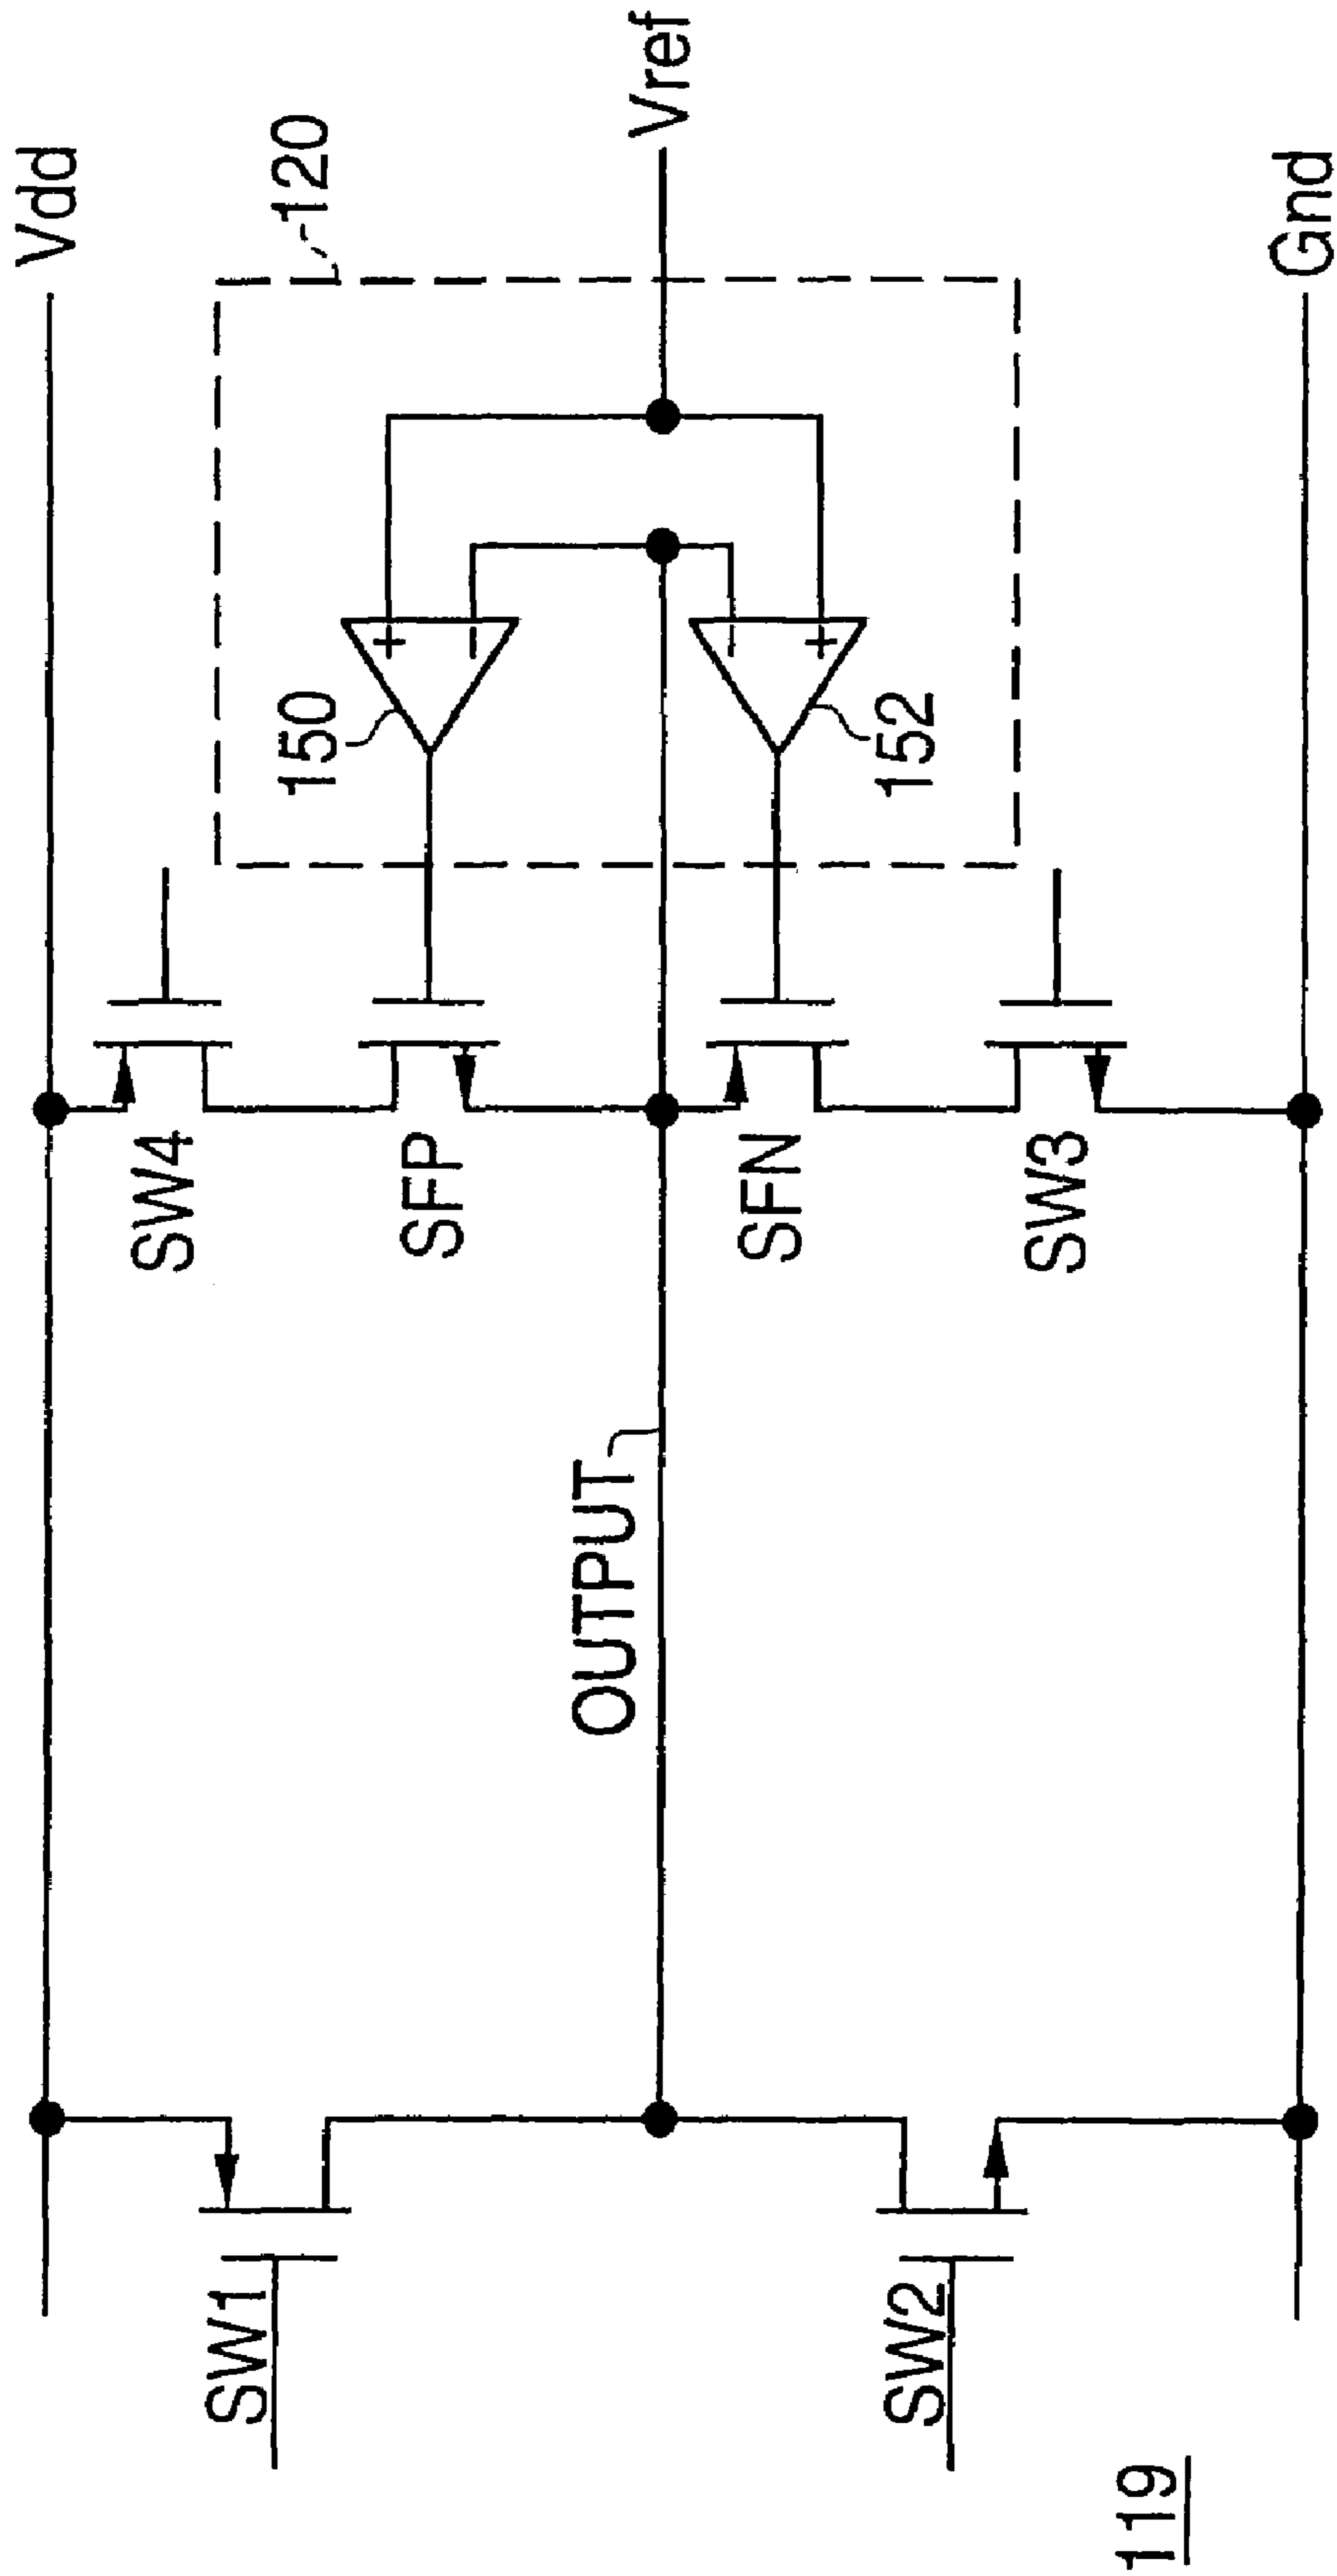 Vdd
120
Vref
150
152
Gnd
SW4
SFP
SFN
SW3
OUTPUT
SW1
SW2
119